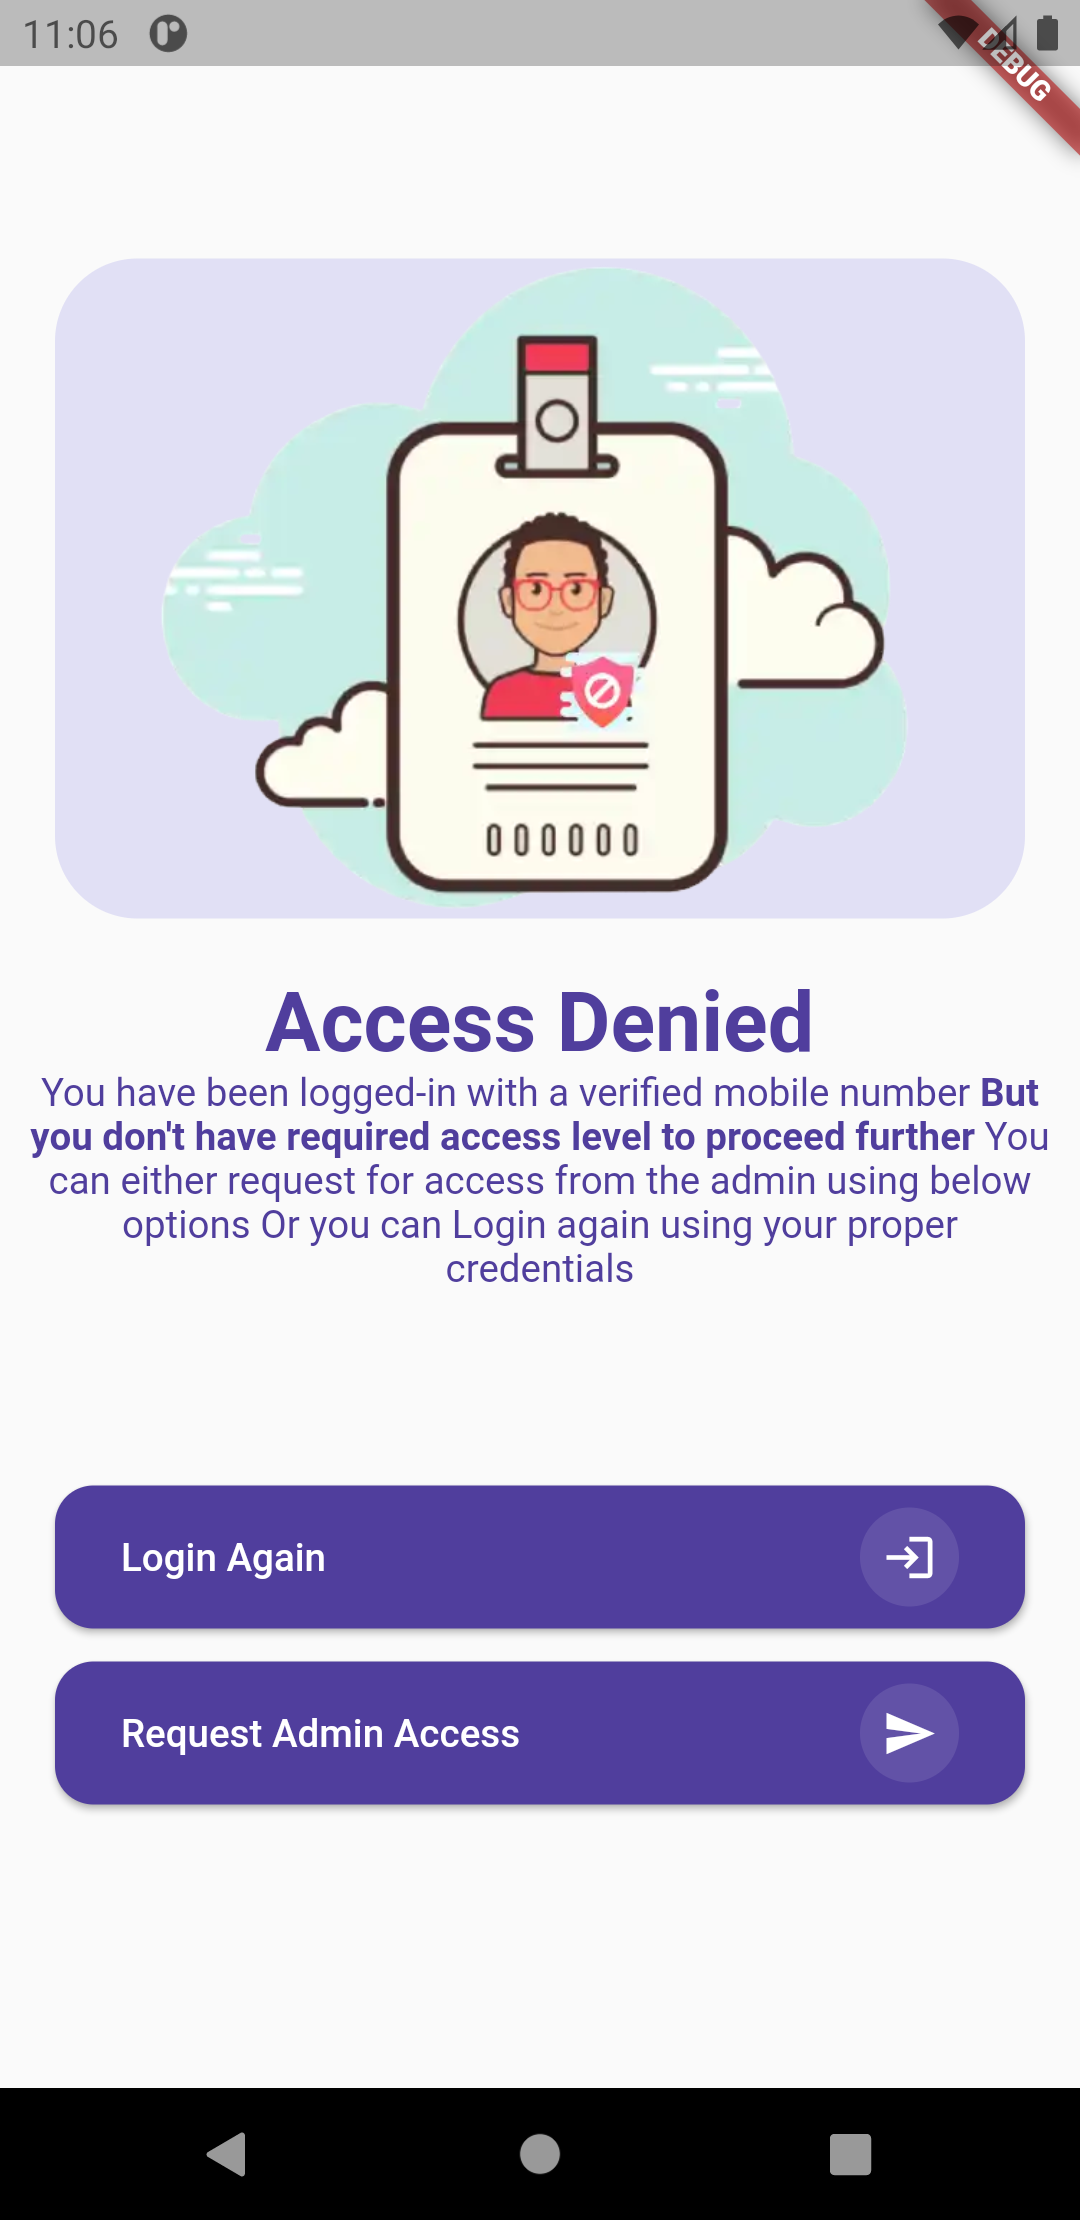 11:06
DEBUG
Access Denied
You have been logged-in with a verified mobile number But
you don't have required access level to proceed further You
can either request for access from the admin using below
options Or you can Login again using your proper
credentials
Login Again
Request Admin Access